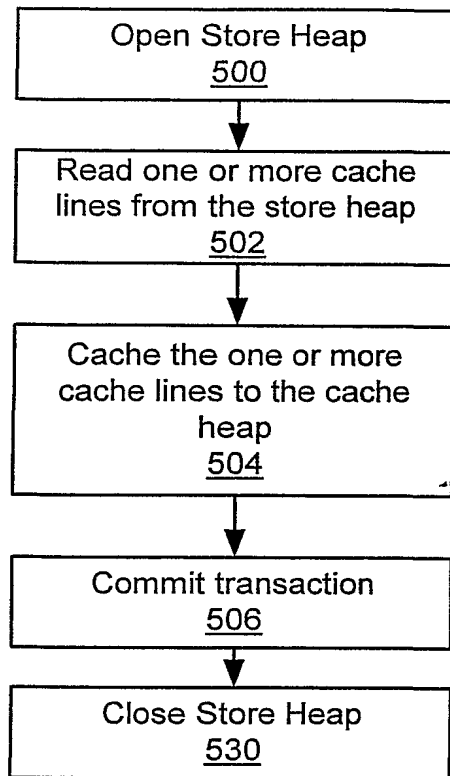 Open Store Heap
500
Read one or more cache
lines from the store heap
502
Cache the one or more
cache lines to the cache
heap
504
Commit transaction
506
Close Store Heap
530